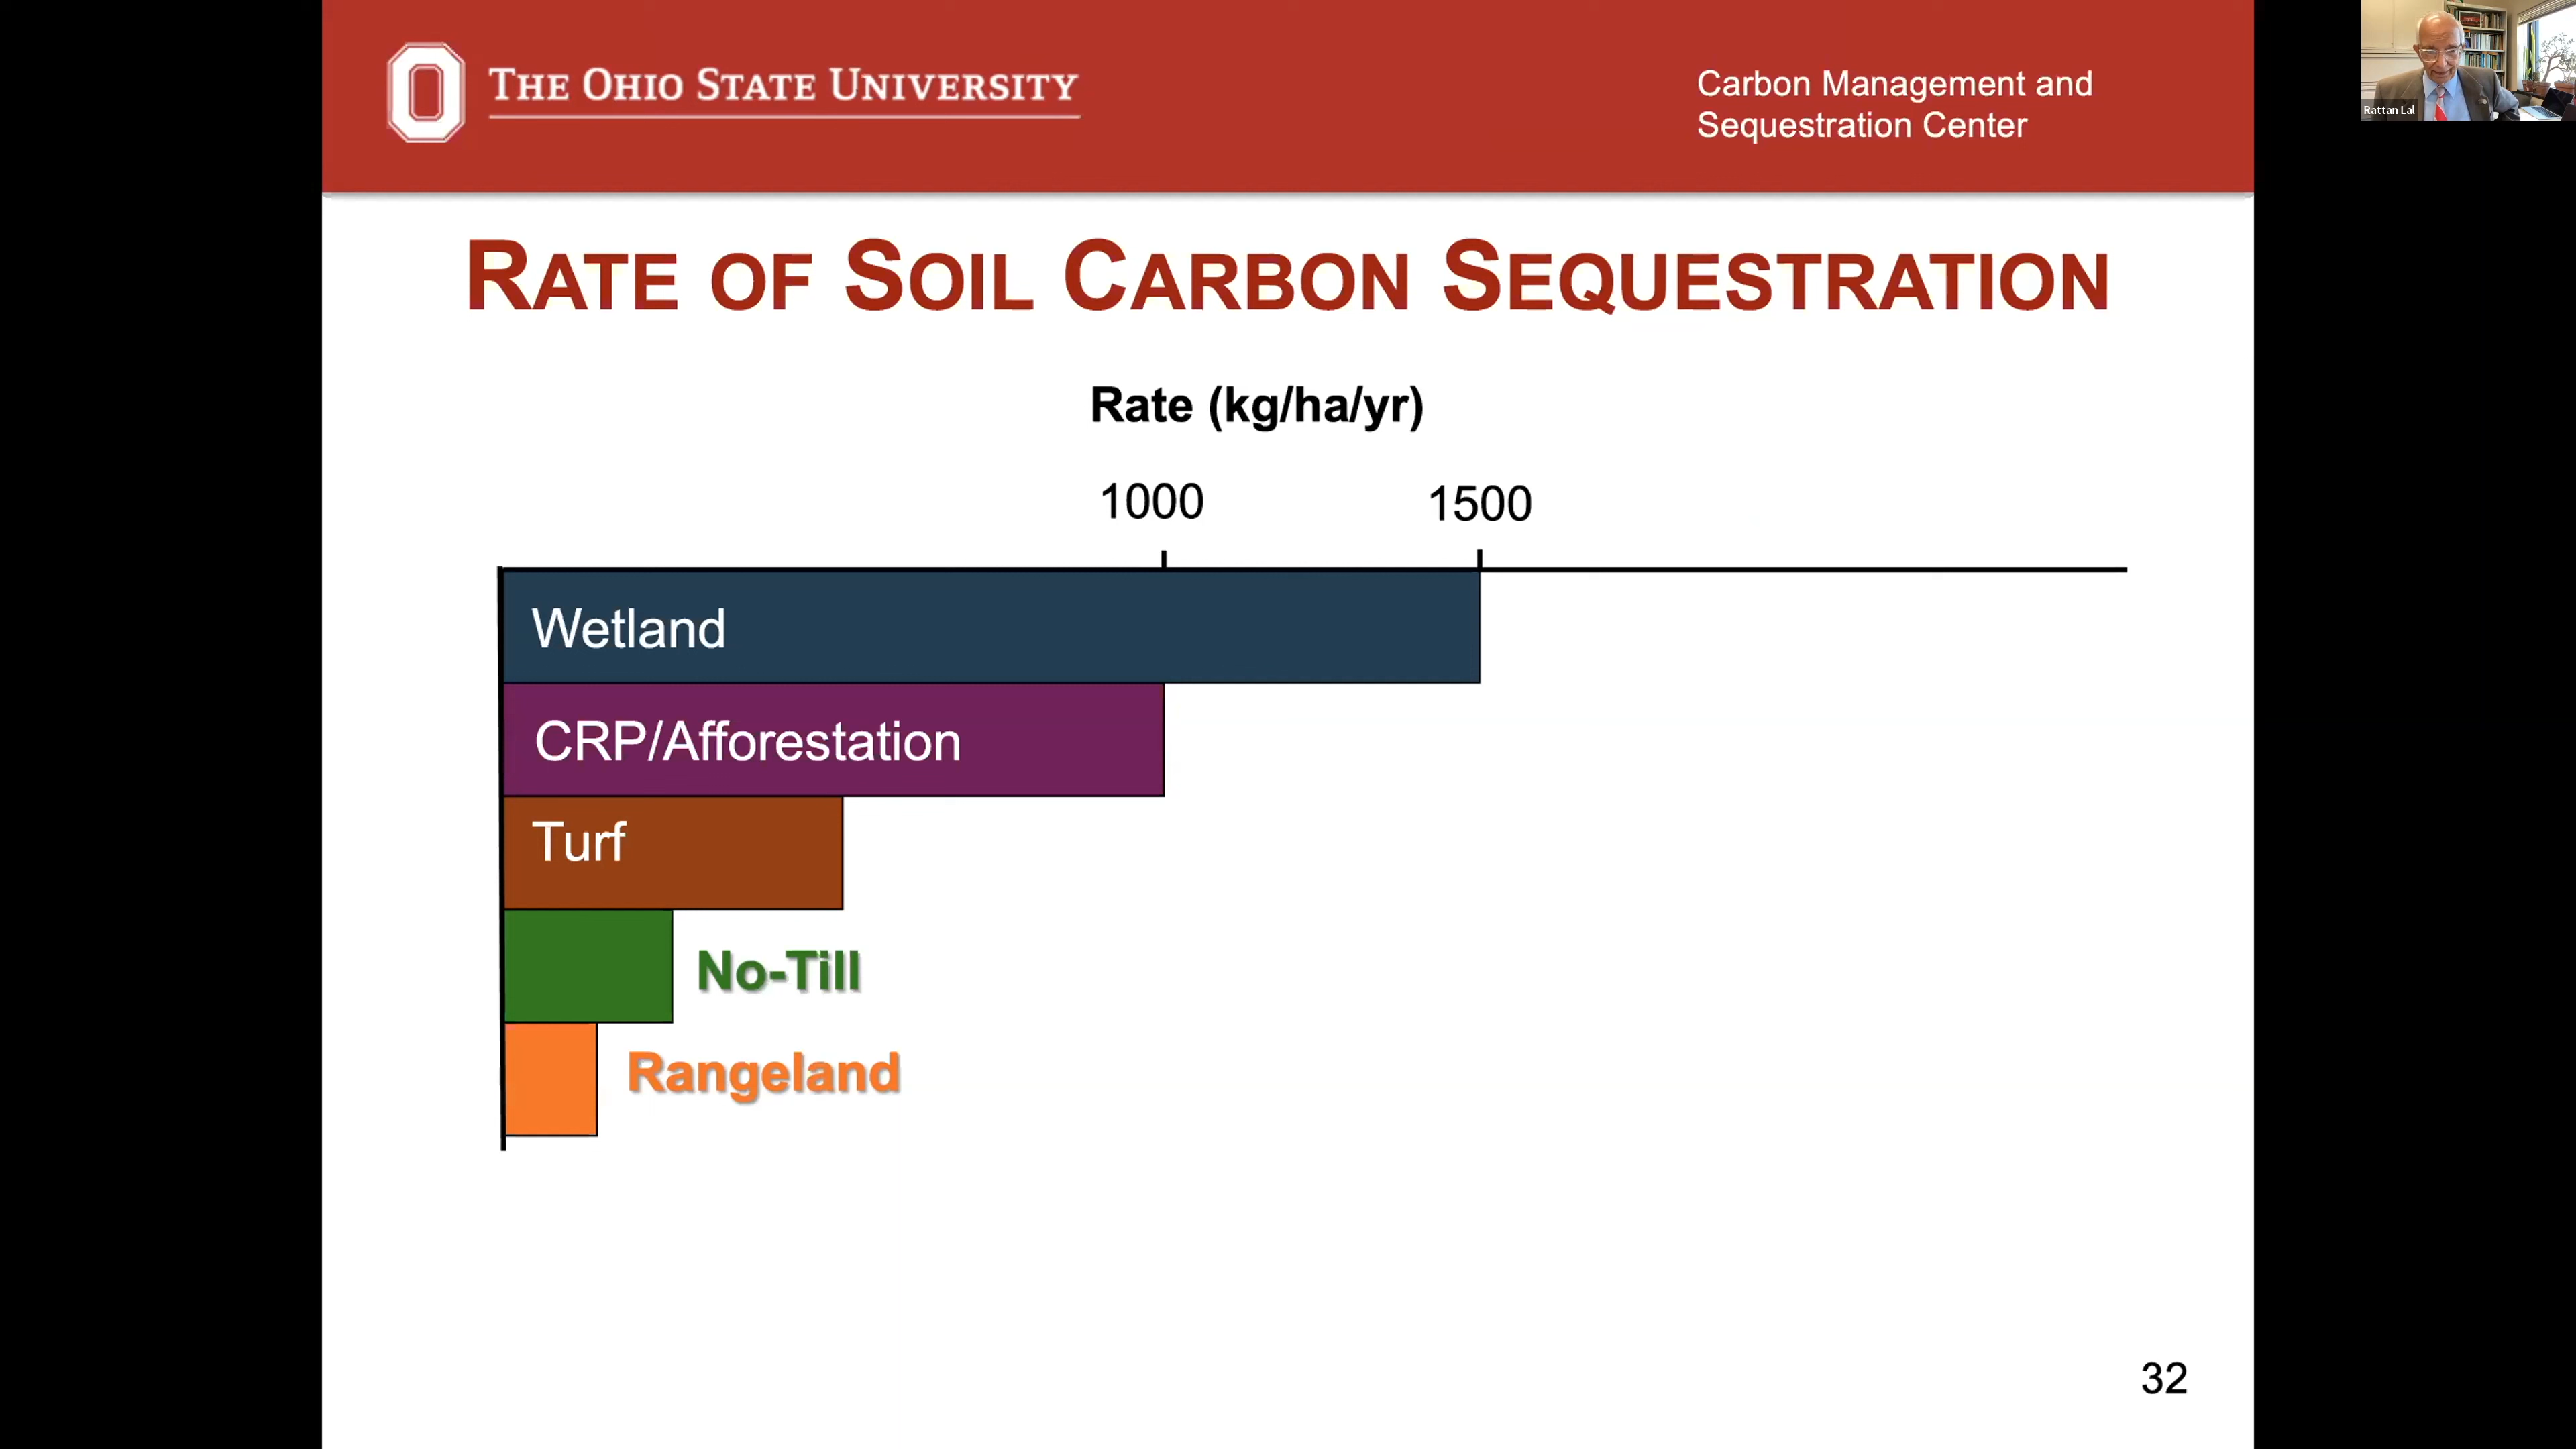 THE OHIO STATE UNIVERSITY
Carbon Management and
Sequestration Center
Rattan Lal
RATE OF SOIL CARBON SEQUESTRATION
Rate (kg/ha/yr)
1000 1500
Wetland
CRP/Afforestation
Turf
No-Till
Rangeland
32